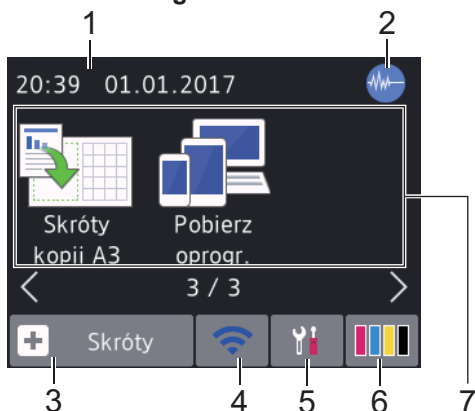 1
2
20:39 01.01.2017
Skróty
kopii A3
Pobierz
oprogr.
3 / 3
Skróty
3
4
5
6
7